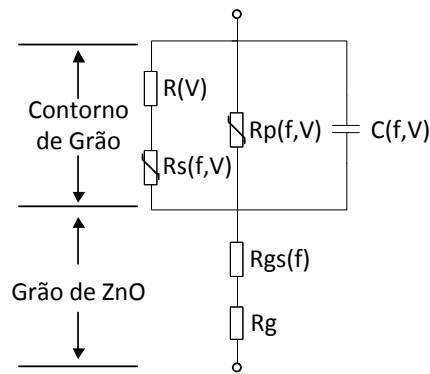 Contorno
de Grão
R(V)
Rs(f,V)
Rp(f,V)
C(f,V)
Grão de ZnO
Rgs(f)
Rg